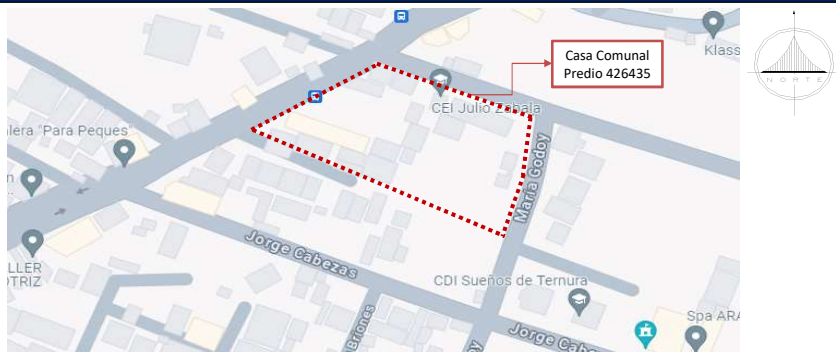 Casa Comunal
Predio 426435
Klass
NORTE
CEI Julio Zabala
lera "Para Peques"
María Godoy
Jorge Cabezas
LLER
OTRIZ
CDI Sueños de Ternura
Briones
Spa ARA
Jorge Cabezas